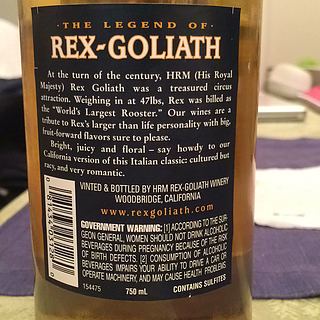 · THE LEGEND OF ·
REX-GOLIATH
At the turn of the century, HRM (His Royal
Majesty) Rex Goliath was a treasured circus
attraction. Weighing in at 47lbs, Rex was billed as
the "World's Largest Rooster." Our wines are a
tribute to Rex's larger than life personality with big,
fruit-forward flavors sure to please.
Bright, juicy and floral – say howdy to our
California version of this Italian classic: cultured but
racy, and very romantic.
VINTED & BOTTLED BY HRM REX-GOLIATH WINERY
WOODBRIDGE, CALIFORNIA
www.rexgoliath.com
GOVERNMENT WARNING: [1] ACCORDING TO THE SUR-
GEON GENERAL, WOMEN SHOULD NOT DRINK ALCOHOLIC
BEVERAGES DURING PREGNANCY BECAUSE OF THE RISK
OF BIRTH DEFECTS. [2] CONSUMPTION OF ALCOHOLIC
BEVERAGES IMPAIRS YOUR ABILITY TO DRIVE A CAR OR
OPERATE MACHINERY, AND MAY CAUSE HEALTH PROBLEMS.
154475 750 mL CONTAINS SULFITES